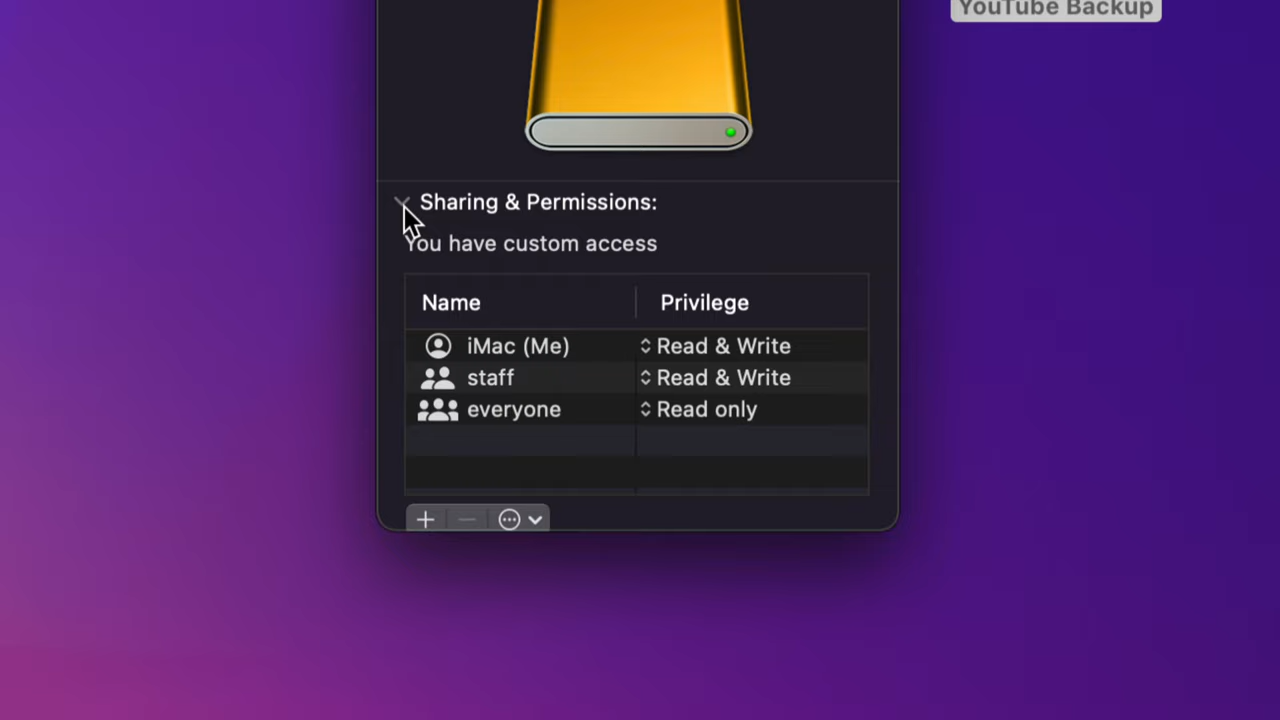 YouTube Backup
Sharing & Permissions:
You have custom access
Name Privilege
iMac (Me) Read & Write
staff Read & Write
everyone Read only